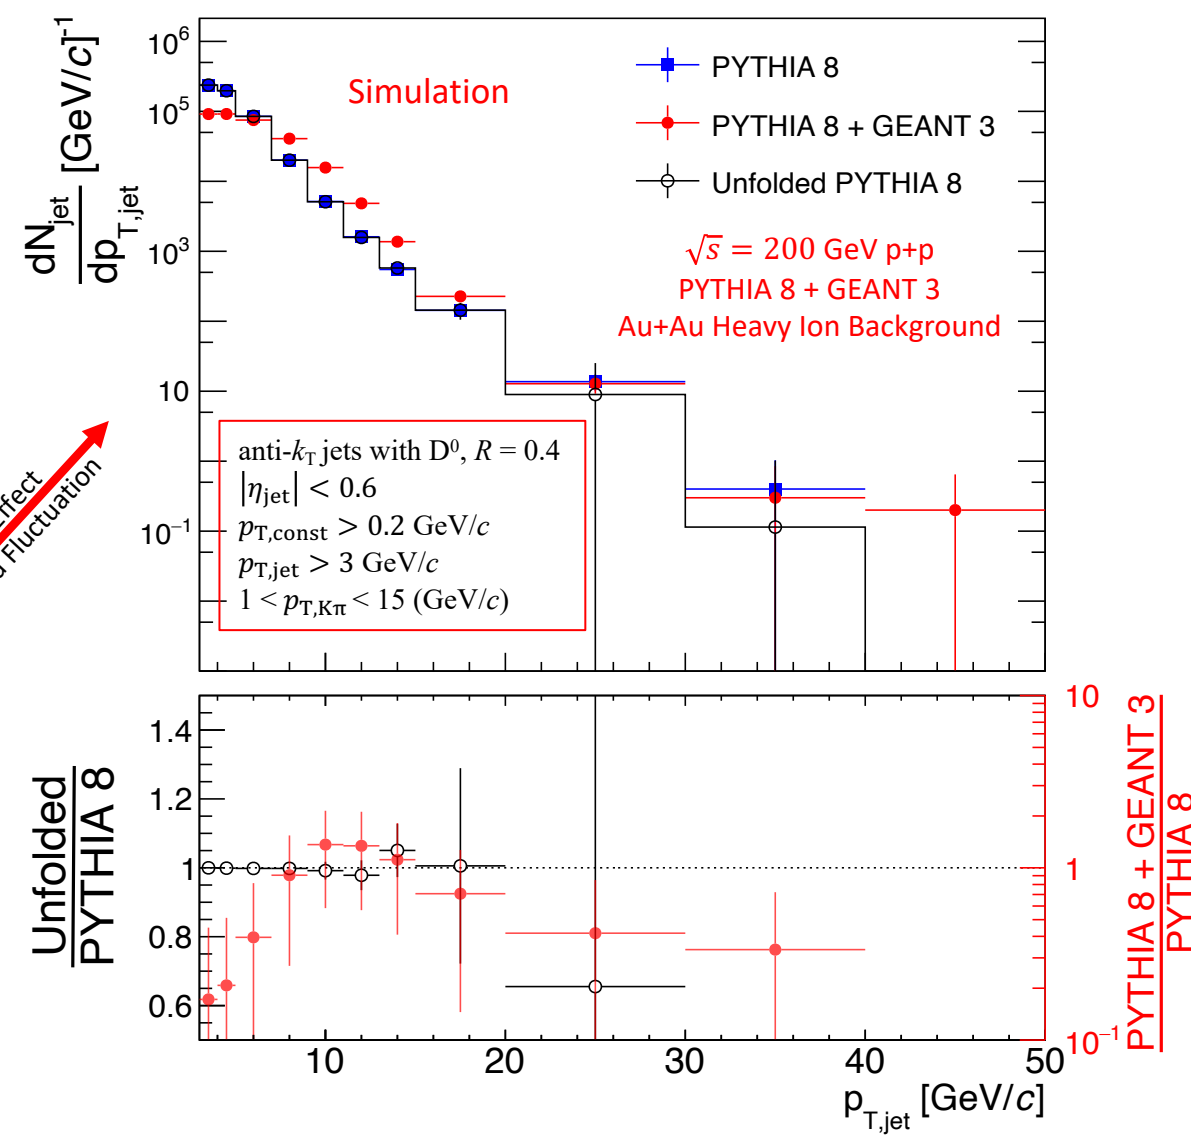 dN_jet
dp_T,jet
[GeV/c]^-1
10^6
10^5
10^3
10
10^−1
Simulation
PYTHIA 8
PYTHIA 8 + GEANT 3
Unfolded PYTHIA 8
√s = 200 GeV p+p
PYTHIA 8 + GEANT 3
Au+Au Heavy Ion Background
anti-k_T jets with D^0, R = 0.4
|η_jet| < 0.6
p_T,const > 0.2 GeV/c
p_T,jet > 3 GeV/c
1 < p_T,Kπ < 15 (GeV/c)
Fluctuation
Unfolded
PYTHIA 8
1.4
1.2
1
0.8
0.6
10
1
10^−1
PYTHIA 8 + GEANT 3
PYTHIA 8
10
20
30
40
50
p_T,jet [GeV/c]